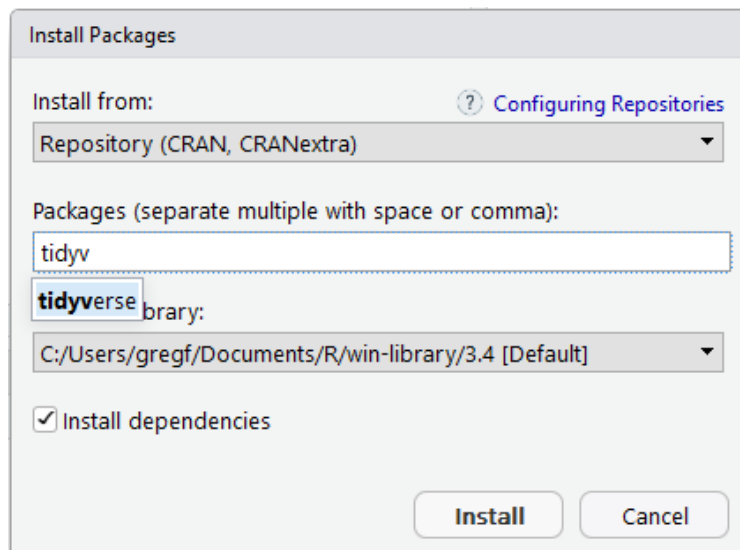 Install Packages
Install from:
? Configuring Repositories
Repository (CRAN, CRANextra)
Packages (separate multiple with space or comma):
tidyv
tidyverse
brary:
C:/Users/gregf/Documents/R/win-library/3.4 [Default]
Install dependencies
Install Cancel